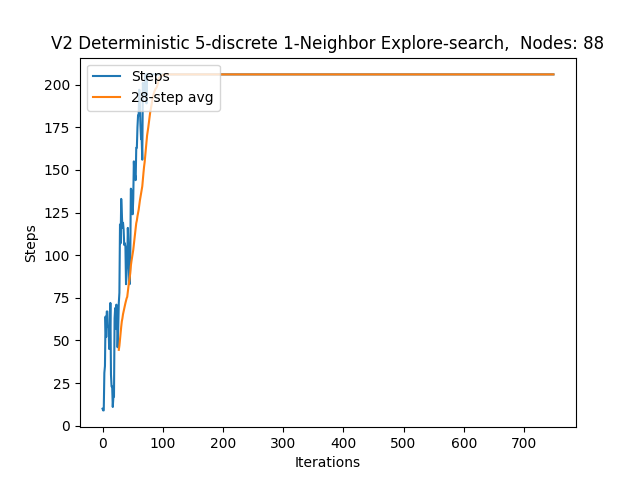 V2 Deterministic 5-discrete 1-Neighbor Explore-search, Nodes: 88
Steps
28-step avg
200
175
150
125
100
75
50
25
0
Steps
0 100 200 300 400 500 600 700
Iterations